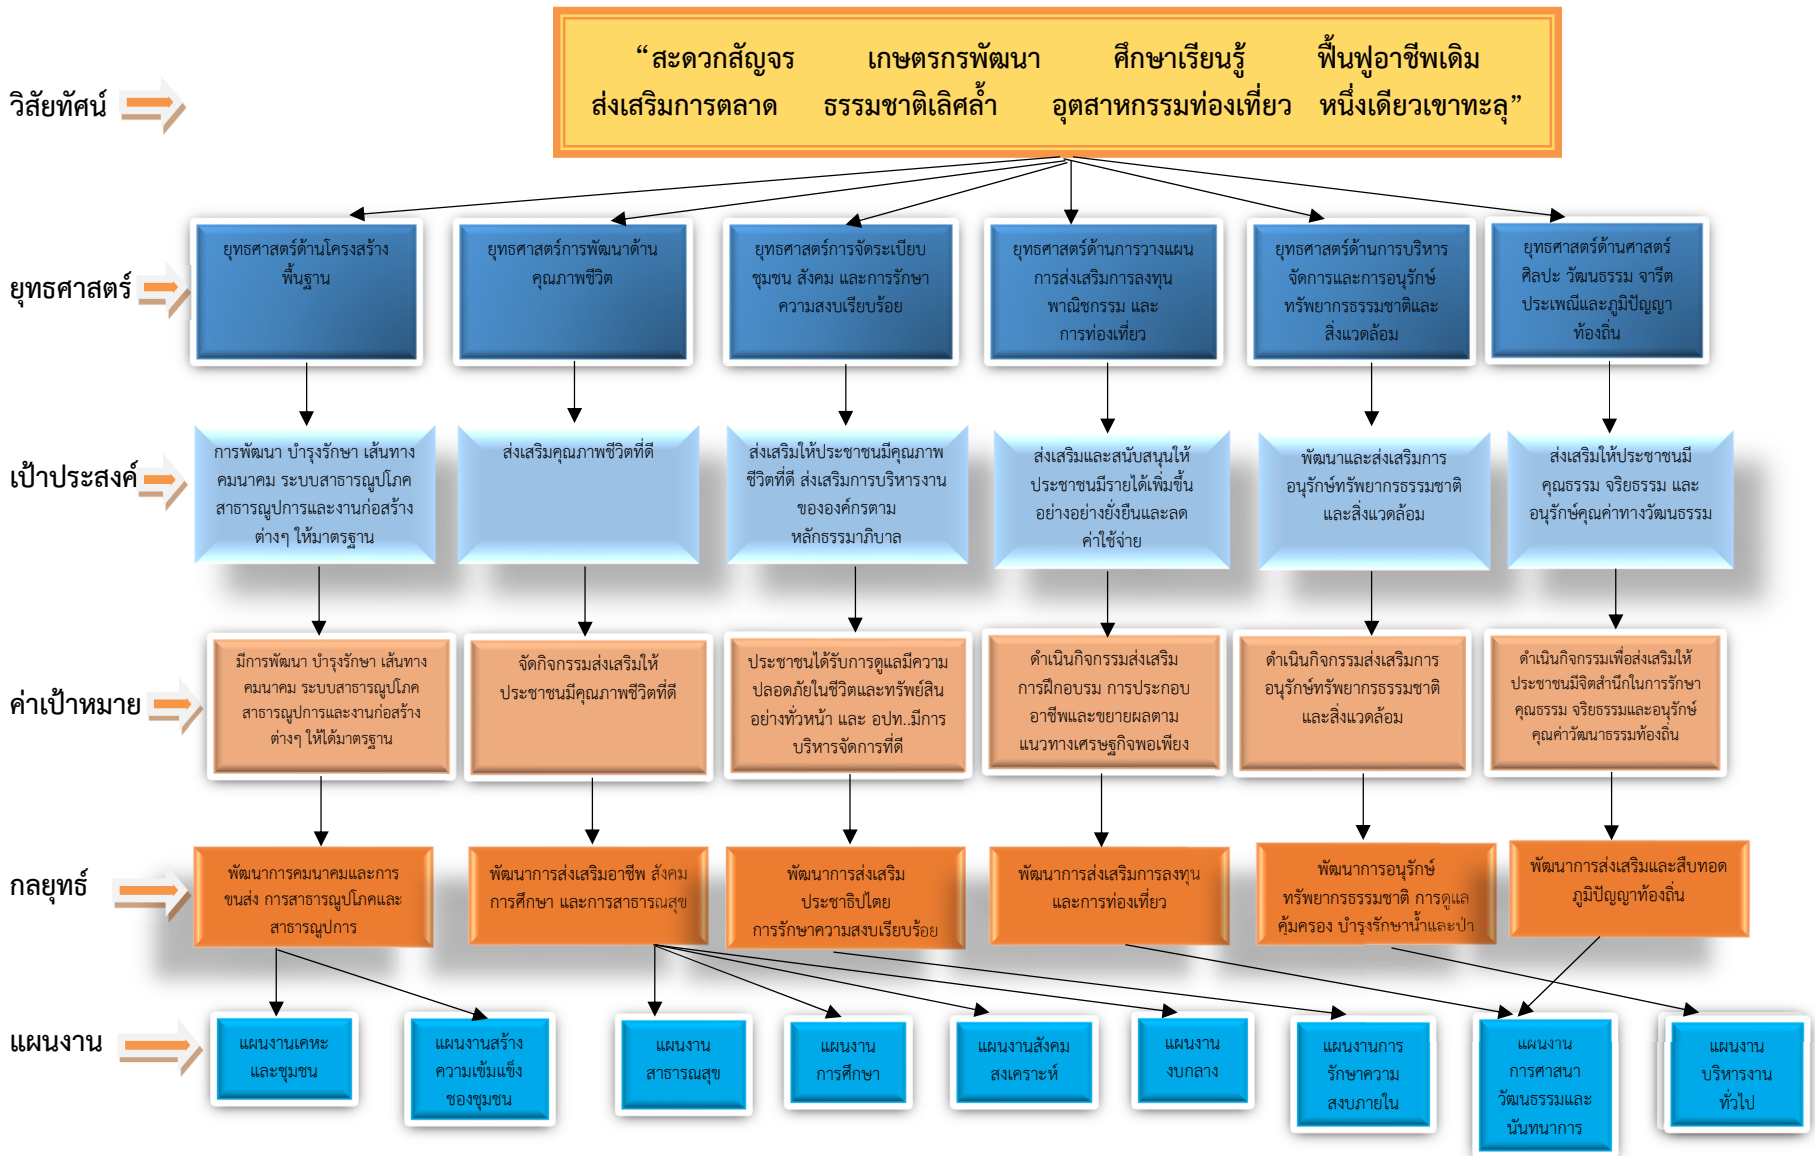 วิสัยทัศน์
“สะดวกสัญจร เกษตรกรพัฒนา ศึกษาเรียนรู้ ฟื้นฟูอาชีพเดิม
ส่งเสริมการตลาด ธรรมชาติเลิศล้ำ อุตสาหกรรมท่องเที่ยว หนึ่งเดียวเขาทะลุ”
ยุทธศาสตร์
ยุทธศาสตร์ด้านโครงสร้าง
พื้นฐาน
ยุทธศาสตร์การพัฒนาด้าน
คุณภาพชีวิต
ยุทธศาสตร์การจัดระเบียบ
ชุมชน สังคม และการรักษา
ความสงบเรียบร้อย
ยุทธศาสตร์ด้านการวางแผน
การส่งเสริมการลงทุน
พาณิชกรรม และ
การท่องเที่ยว
ยุทธศาสตร์ด้านการบริหาร
จัดการและการอนุรักษ์
ทรัพยากรธรรมชาติและ
สิ่งแวดล้อม
ยุทธศาสตร์ด้านศาสตร์
ศิลปะ วัฒนธรรม จารีต
ประเพณีและภูมิปัญญา
ท้องถิ่น
เป้าประสงค์
การพัฒนา บำรุงรักษา เส้นทาง
คมนาคม ระบบสาธารณูปโภค
สาธารณูปการและงานก่อสร้าง
ต่างๆ ให้มาตรฐาน
ส่งเสริมคุณภาพชีวิตที่ดี
ส่งเสริมให้ประชาชนมีคุณภาพ
ชีวิตที่ดี ส่งเสริมการบริหารงาน
ขององค์กรตาม
หลักธรรมาภิบาล
ส่งเสริมและสนับสนุนให้
ประชาชนมีรายได้เพิ่มขึ้น
อย่างอย่างยั่งยืนและลด
ค่าใช้จ่าย
พัฒนาและส่งเสริมการ
อนุรักษ์ทรัพยากรธรรมชาติ
และสิ่งแวดล้อม
ส่งเสริมให้ประชาชนมี
คุณธรรม จริยธรรม และ
อนุรักษ์คุณค่าทางวัฒนธรรม
ค่าเป้าหมาย
มีการพัฒนา บำรุงรักษา เส้นทาง
คมนาคม ระบบสาธารณูปโภค
สาธารณูปการและงานก่อสร้าง
ต่างๆ ให้ได้มาตรฐาน
จัดกิจกรรมส่งเสริมให้
ประชาชนมีคุณภาพชีวิตที่ดี
ประชาชนได้รับการดูแลมีความ
ปลอดภัยในชีวิตและทรัพย์สิน
อย่างทั่วหน้า และ อปท..มีการ
บริหารจัดการที่ดี
ดำเนินกิจกรรมส่งเสริม
การฝึกอบรม การประกอบ
อาชีพและขยายผลตาม
แนวทางเศรษฐกิจพอเพียง
ดำเนินกิจกรรมส่งเสริมการ
อนุรักษ์ทรัพยากรธรรมชาติ
และสิ่งแวดล้อม
ดำเนินกิจกรรมเพื่อส่งเสริมให้
ประชาชนมีจิตสำนึกในการรักษา
คุณธรรม จริยธรรมและอนุรักษ์
คุณค่าวัฒนาธรรมท้องถิ่น
กลยุทธ์
พัฒนาการคมนาคมและการ
ขนส่ง การสาธารณูปโภคและ
สาธารณูปการ
พัฒนาการส่งเสริมอาชีพ สังคม
การศึกษา และการสาธารณสุข
พัฒนาการส่งเสริม
ประชาธิปไตย
การรักษาความสงบเรียบร้อย
พัฒนาการส่งเสริมการลงทุน
และการท่องเที่ยว
พัฒนาการอนุรักษ์
ทรัพยากรธรรมชาติ การดูแล
คุ้มครอง บำรุงรักษาน้ำและป่า
พัฒนาการส่งเสริมและสืบทอด
ภูมิปัญญาท้องถิ่น
แผนงาน
แผนงานเคหะ
และชุมชน
แผนงานสร้าง
ความเข้มแข็ง
ชองชุมชน
แผนงาน
สาธารณสุข
แผนงาน
การศึกษา
แผนงานสังคม
สงเคราะห์
แผนงาน
งบกลาง
แผนงานการ
รักษาความ
สงบภายใน
แผนงาน
การศาสนา
วัฒนธรรมและ
นันทนาการ
แผนงาน
บริหารงาน
ทั่วไป